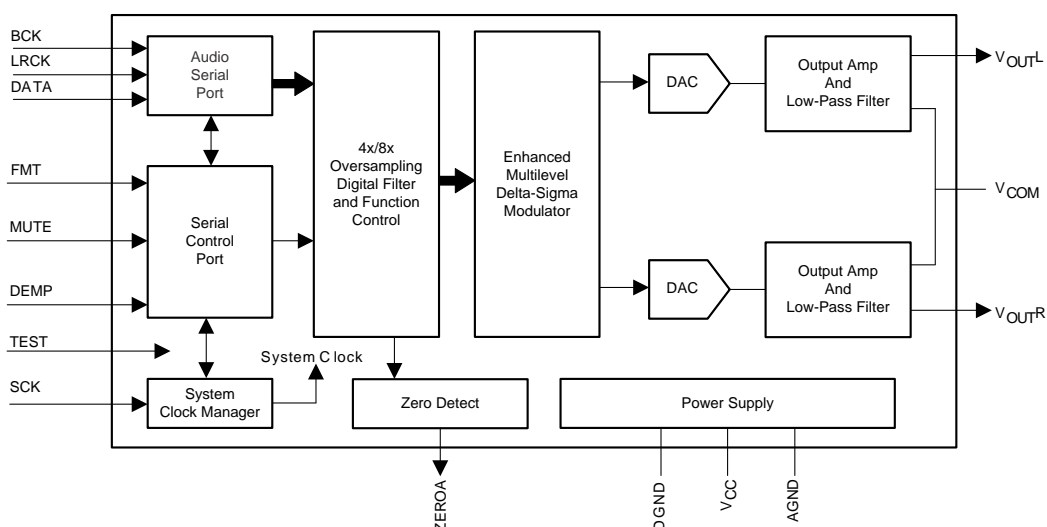 BCK
LRCK
DATA
Audio
Serial
Port
FMT
MUTE
DEMP
Serial
Control
Port
TEST
SCK
System
Clock Manager
System Clock
4x/8x
Oversampling
Digital Filter
and Function
Control
Enhanced
Multilevel
Delta-Sigma
Modulator
DAC
Output Amp
And
Low-Pass Filter
VOUTL
VCOM
DAC
Output Amp
And
Low-Pass Filter
VOUTR
Zero Detect
Power Supply
ZEROA
DGND
VCC
AGND